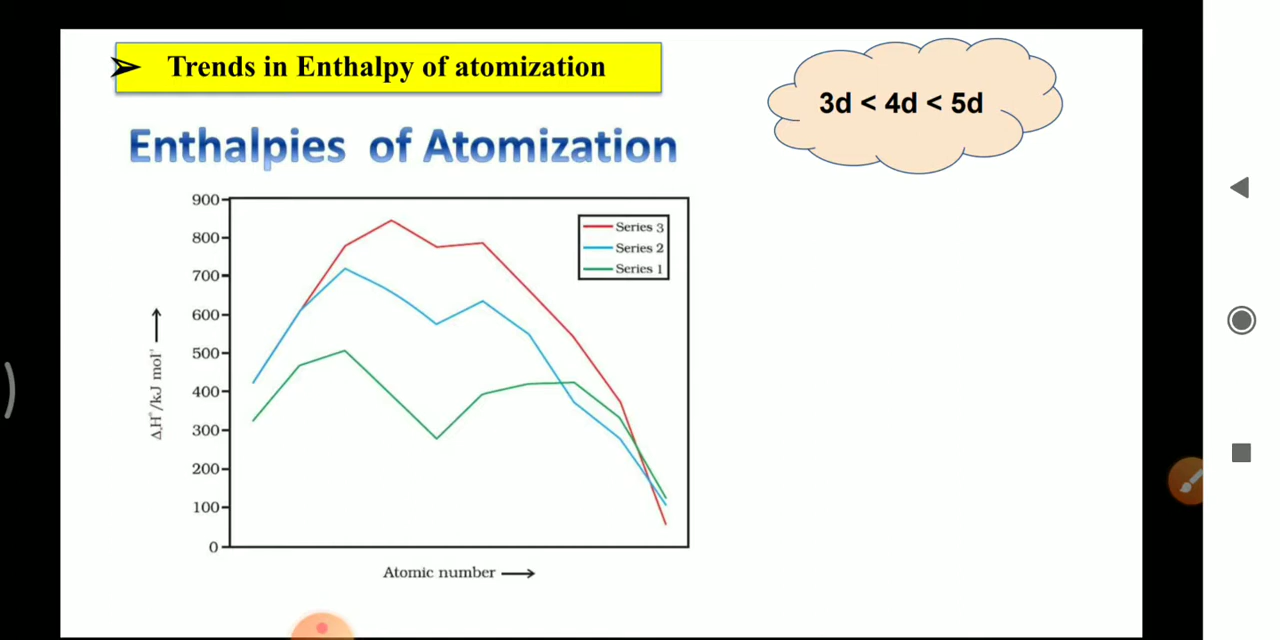 ➢ Trends in Enthalpy of atomization
3d < 4d < 5d
Enthalpies of Atomization
900
800
700
600
500
400
300
200
100
0
ΔₐH°/kJ mol⁻¹ ⟶
Series 3
Series 2
Series 1
Atomic number ⟶